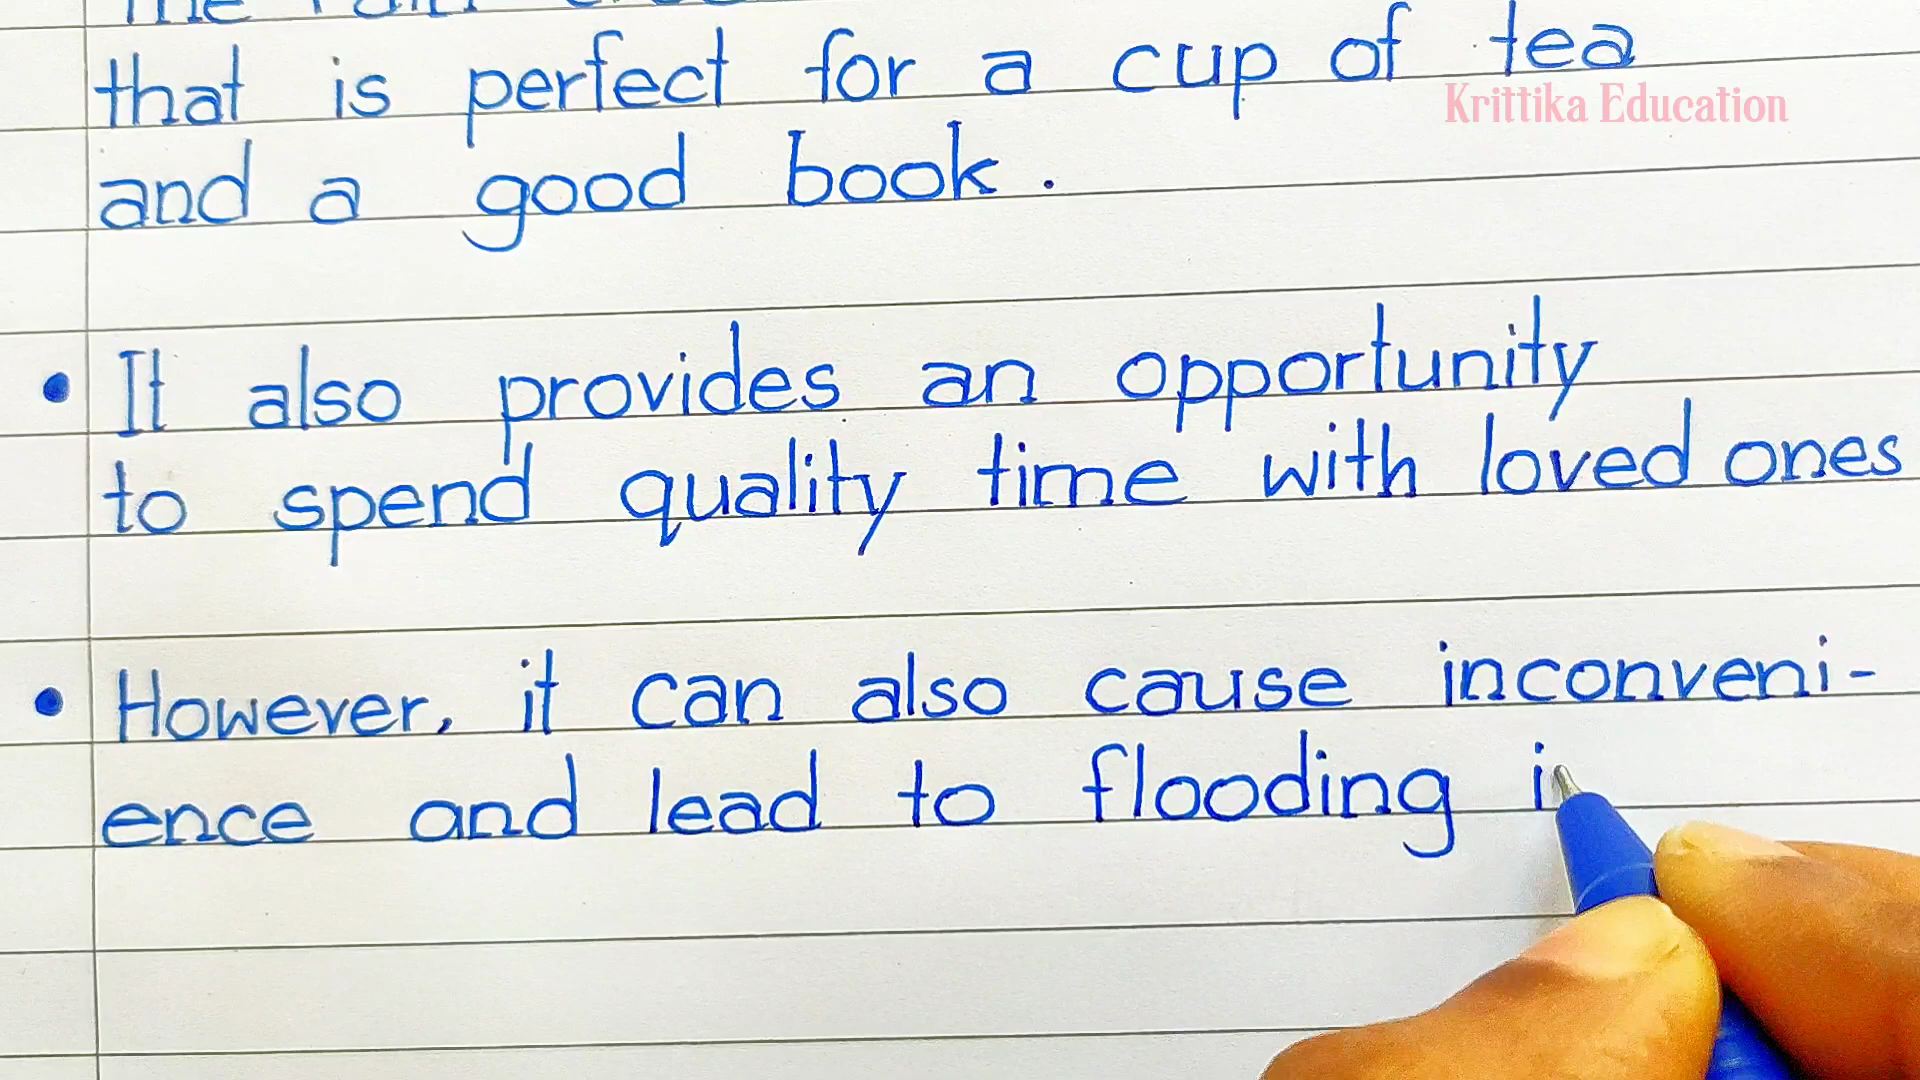 that is perfect for a cup of tea
Krittika Education
and a good book.
• It also provides an opportunity
to spend quality time with loved ones
• However, it can also cause inconveni-
ence and lead to flooding i